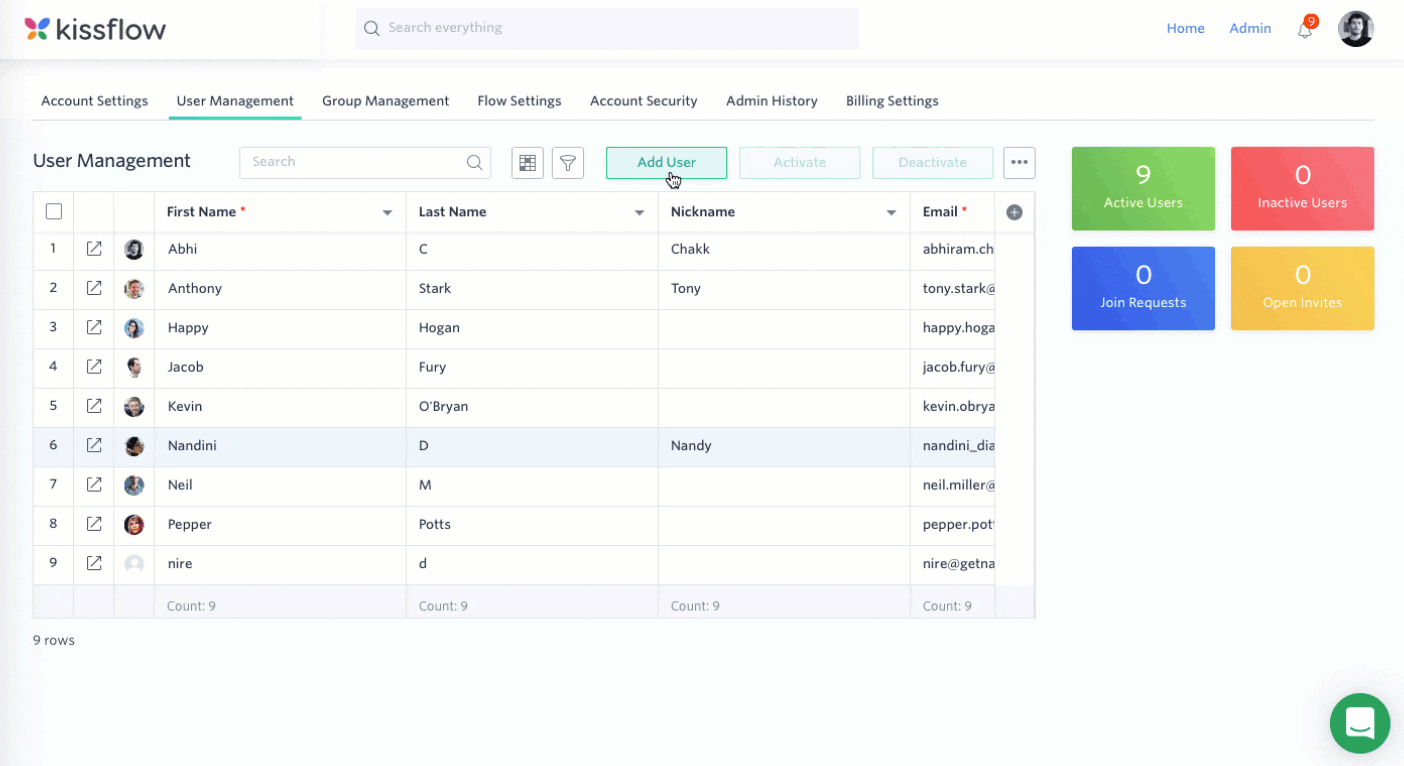 kissflow
Search everything
Home Admin 9
Account Settings User Management Group Management Flow Settings Account Security Admin History Billing Settings
User Management Search Add User Activate Deactivate
First Name * Last Name Nickname Email *
1 Abhi C Chakk abhiram.ch
2 Anthony Stark Tony tony.stark@
3 Happy Hogan happy.hoga
4 Jacob Fury jacob.fury@
5 Kevin O'Bryan kevin.obrya
6 Nandini D Nandy nandini_dia
7 Neil M neil.miller@
8 Pepper Potts pepper.pot
9 nire d nire@getna
Count: 9 Count: 9 Count: 9 Count: 9
9 rows
9
Active Users
0
Inactive Users
0
Join Requests
0
Open Invites